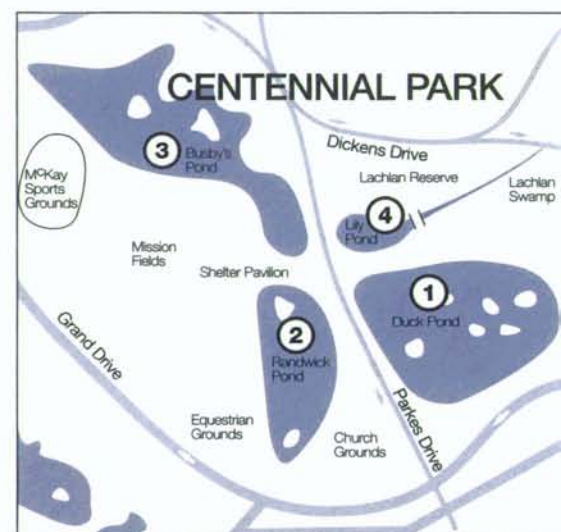 CENTENNIAL PARK
3
Busby's
Pond
Dickens Drive
McKay
Sports
Grounds
Lachlan Reserve
Lachlan
Swamp
4
Lily
Pond
Mission
Fields
Shelter Pavilion
1
Duck Pond
2
Randwick
Pond
Grand Drive
Parkes Drive
Equestrian
Grounds
Church
Grounds